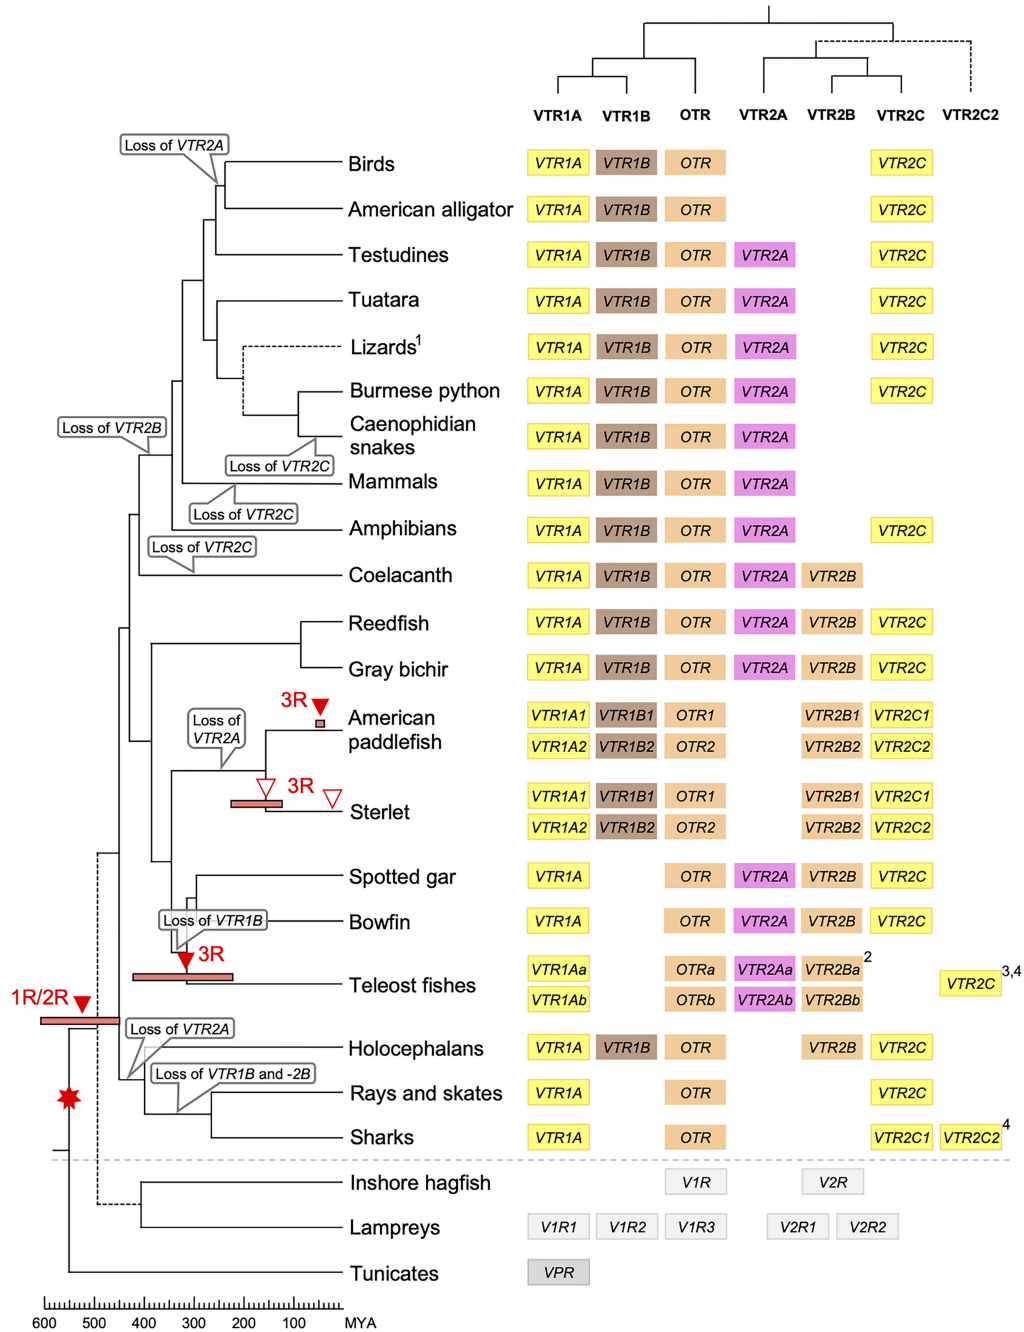 VTR1A VTR1B OTR VTR2A VTR2B VTR2C VTR2C2
Loss of VTR2A
Birds VTR1A VTR1B OTR VTR2C
American alligator VTR1A VTR1B OTR VTR2C
Testudines VTR1A VTR1B OTR VTR2A VTR2C
Tuatara VTR1A VTR1B OTR VTR2A VTR2C
Lizards1 VTR1A VTR1B OTR VTR2A VTR2C
Burmese python VTR1A VTR1B OTR VTR2A VTR2C
Loss of VTR2B
Caenophidian
snakes VTR1A VTR1B OTR VTR2A
Loss of VTR2C
Mammals VTR1A VTR1B OTR VTR2A
Loss of VTR2C
Amphibians VTR1A VTR1B OTR VTR2A VTR2C
Loss of VTR2C
Coelacanth VTR1A VTR1B OTR VTR2A VTR2B
Reedfish VTR1A VTR1B OTR VTR2A VTR2B VTR2C
Gray bichir VTR1A VTR1B OTR VTR2A VTR2B VTR2C
3R
Loss of
VTR2A
American
paddlefish
VTR1A1 VTR1B1 OTR1 VTR2B1 VTR2C1
VTR1A2 VTR1B2 OTR2 VTR2B2 VTR2C2
3R
Sterlet
VTR1A1 VTR1B1 OTR1 VTR2B1 VTR2C1
VTR1A2 VTR1B2 OTR2 VTR2B2 VTR2C2
Spotted gar VTR1A OTR VTR2A VTR2B VTR2C
Loss of VTR1B
Bowfin VTR1A OTR VTR2A VTR2B VTR2C
3R
Teleost fishes
VTR1Aa OTRa VTR2Aa VTR2Ba 2
VTR2C 3,4
VTR1Ab OTRb VTR2Ab VTR2Bb
1R/2R
Loss of VTR2A
Holocephalans VTR1A VTR1B OTR VTR2B VTR2C
Loss of VTR1B and -2B
Rays and skates VTR1A OTR VTR2C
Sharks VTR1A OTR VTR2C1 VTR2C2 4
Inshore hagfish V1R V2R
Lampreys V1R1 V1R2 V1R3 V2R1 V2R2
Tunicates VPR
600 500 400 300 200 100 MYA